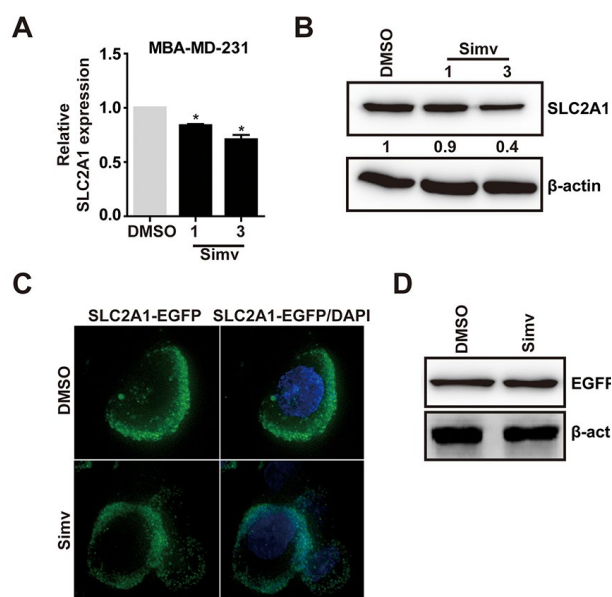 A
MBA-MD-231
Relative
SLC2A1 expression
1.5
1.0
0.5
0.0
*
*
DMSO
1
3
Simv
B
DMSO
Simv
1
3
SLC2A1
1
0.9
0.4
β-actin
C
SLC2A1-EGFP
SLC2A1-EGFP/DAPI
DMSO
Simv
D
DMSO
Simv
EGFP
β-act